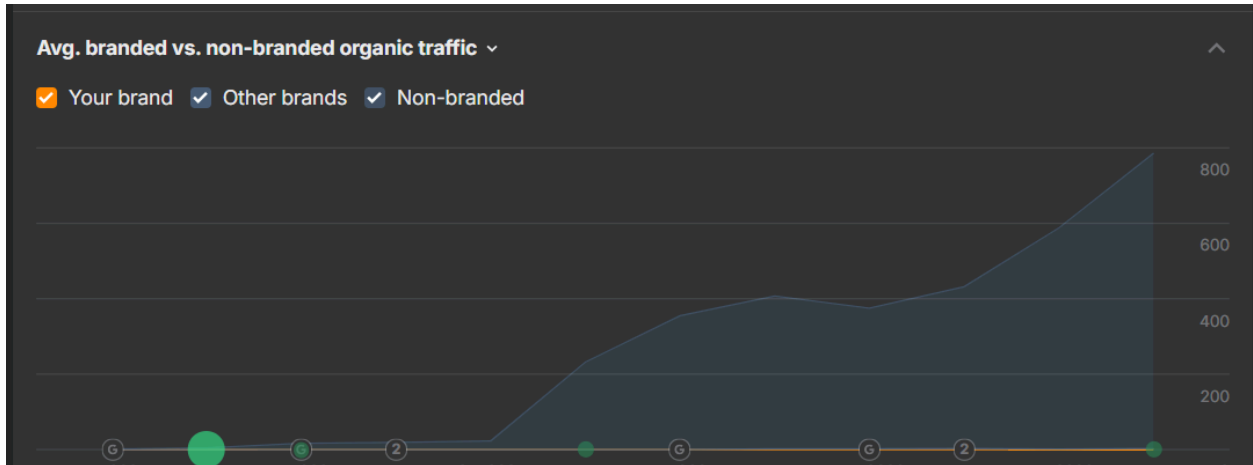 Avg. branded vs. non-branded organic traffic
Your brand Other brands Non-branded
800
600
400
200
G G 2 G G 2